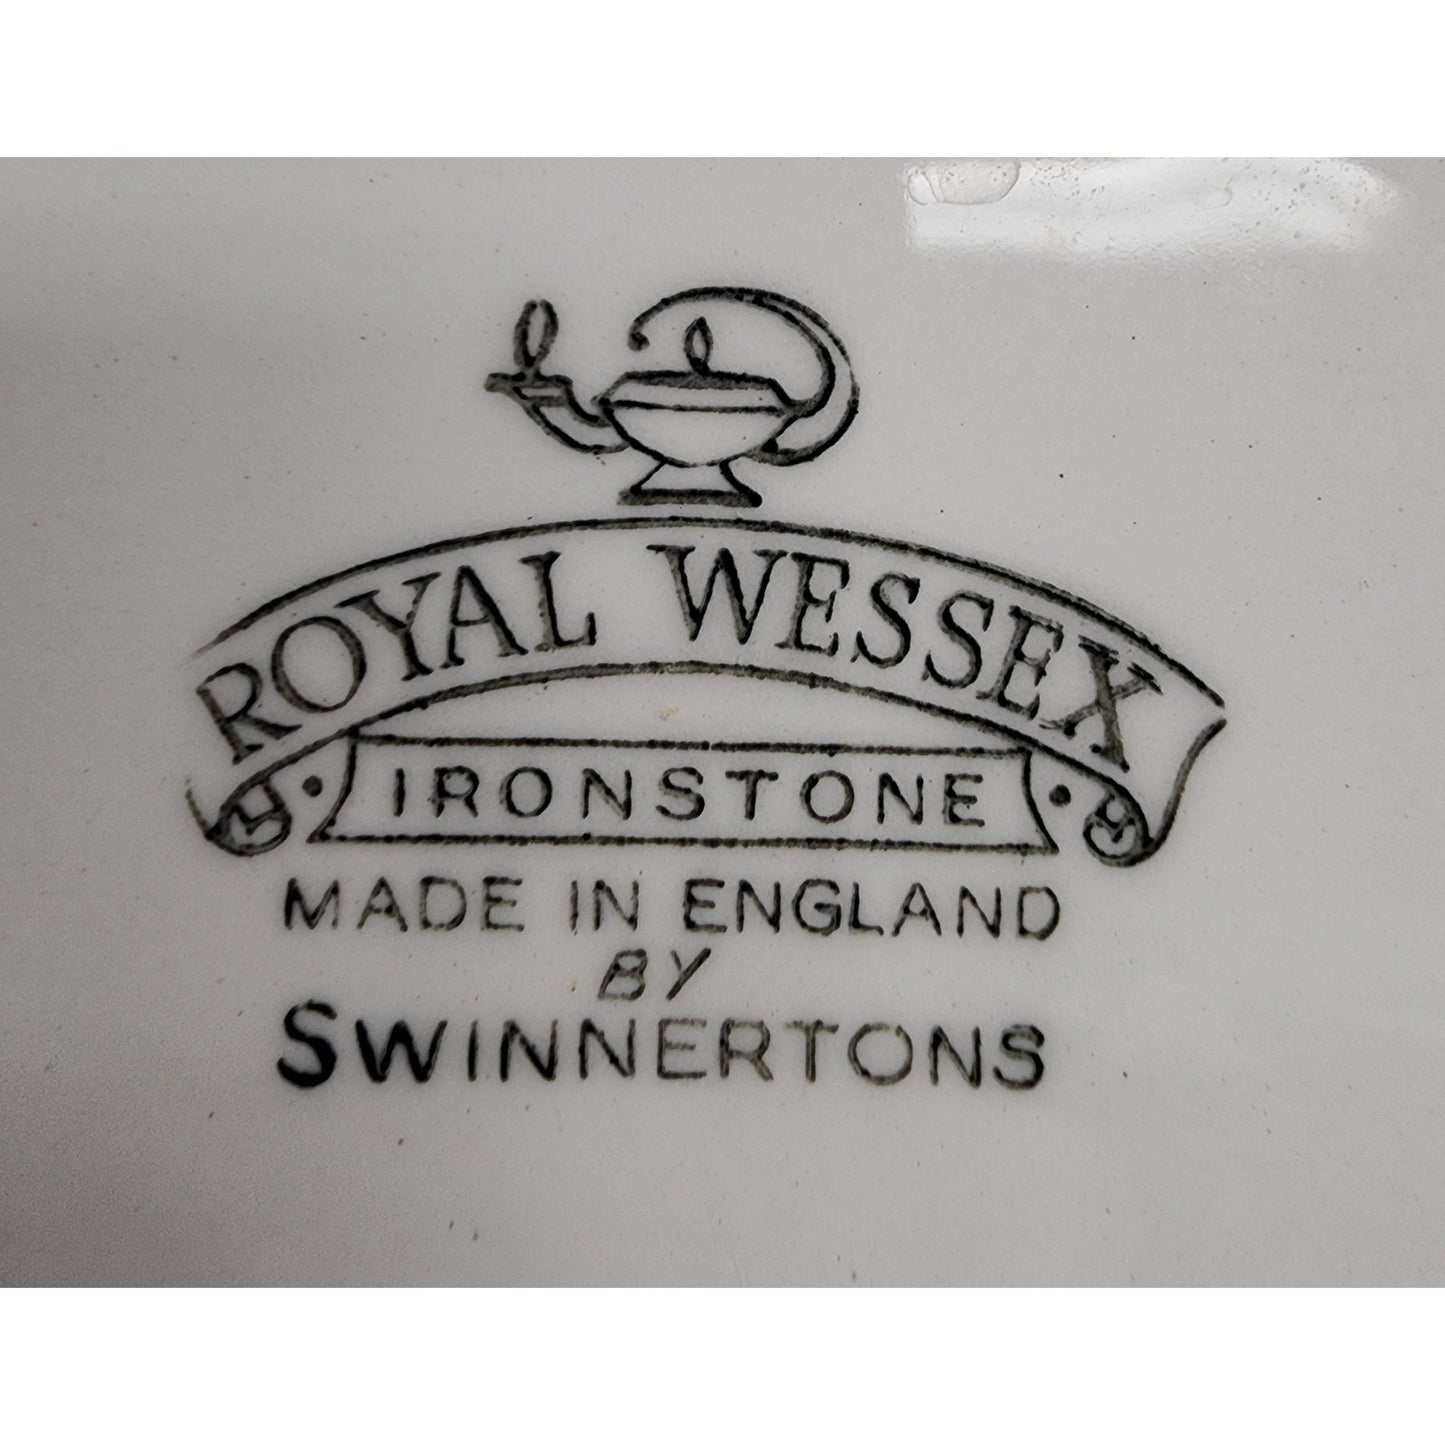 ROYAL WESSEX
IRONSTONE
MADE IN ENGLAND
BY
SWINNERTONS